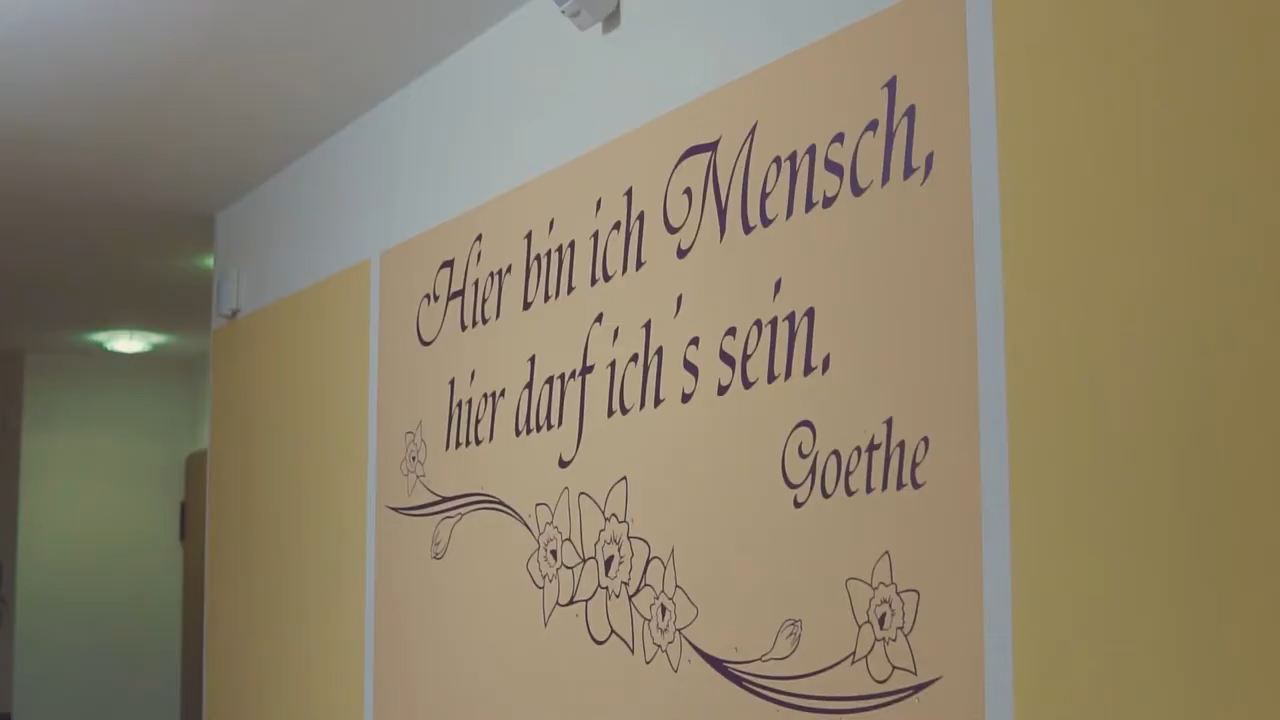 Hier bin ich Mensch,
hier darf ich's sein.
Goethe